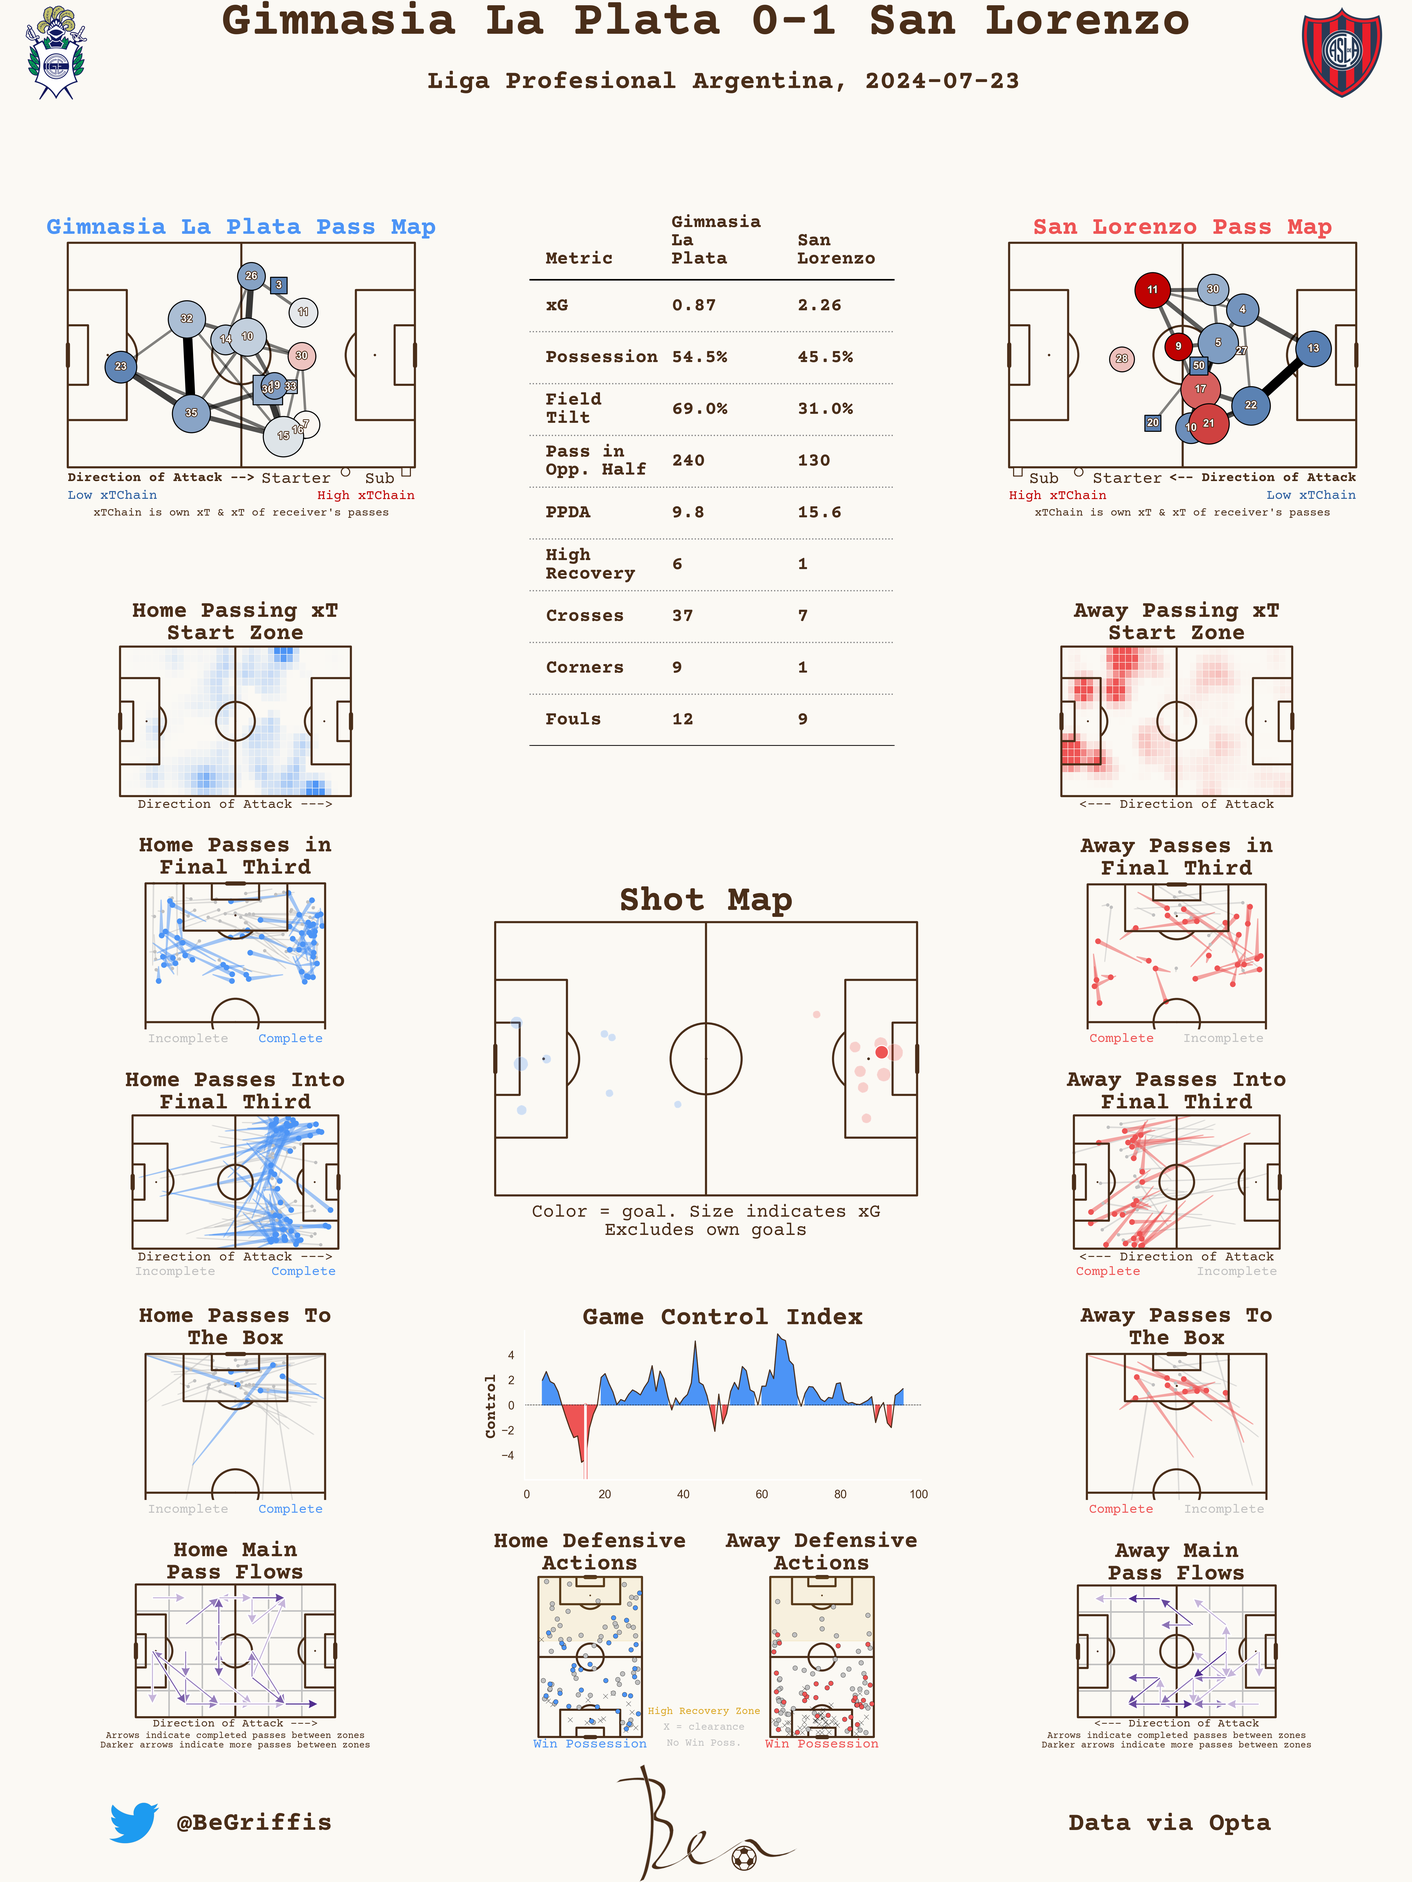 Gimnasia La Plata 0-1 San Lorenzo
Liga Profesional Argentina, 2024-07-23
Gimnasia La Plata Pass Map
26
3
11
32
14
10
30
23
19
33
35
7
15
Direction of Attack --> Starter Sub
Low xTChain High xTChain
xTChain is own xT & xT of receiver's passes
Metric Gimnasia La Plata San Lorenzo
xG 0.87 2.26
Possession 54.5% 45.5%
Field Tilt 69.0% 31.0%
Pass in Opp. Half 240 130
PPDA 9.8 15.6
High Recovery 6 1
Crosses 37 7
Corners 9 1
Fouls 12 9
San Lorenzo Pass Map
11
30
4
9
5
27
13
28
50
17
22
20
10
21
Sub Starter <-- Direction of Attack
High xTChain Low xTChain
xTChain is own xT & xT of receiver's passes
Home Passing xT
Start Zone
Direction of Attack --->
Away Passing xT
Start Zone
<--- Direction of Attack
Home Passes in
Final Third
Incomplete Complete
Away Passes in
Final Third
Complete Incomplete
Shot Map
Color = goal. Size indicates xG
Excludes own goals
Home Passes Into
Final Third
Direction of Attack --->
Incomplete Complete
Away Passes Into
Final Third
<--- Direction of Attack
Complete Incomplete
Home Passes To
The Box
Incomplete Complete
Game Control Index
Control
4
2
0
−2
−4
0 20 40 60 80 100
Away Passes To
The Box
Complete Incomplete
Home Main
Pass Flows
Direction of Attack --->
Arrows indicate completed passes between zones
Darker arrows indicate more passes between zones
Home Defensive
Actions
Win Possession
Away Defensive
Actions
Win Possession
High Recovery Zone
X = clearance
No Win Poss.
Away Main
Pass Flows
<--- Direction of Attack
Arrows indicate completed passes between zones
Darker arrows indicate more passes between zones
@BeGriffis
Ben
Data via Opta